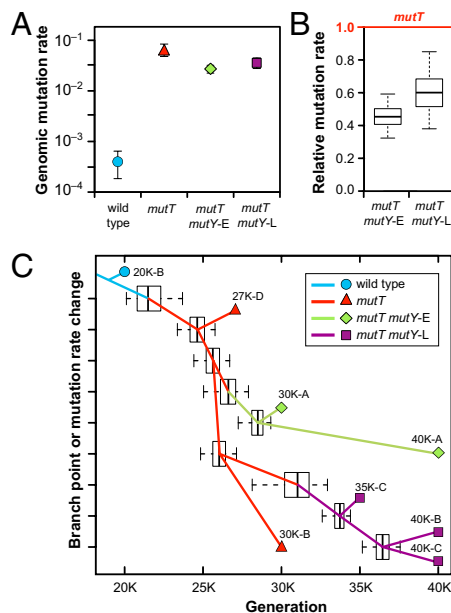 A
Genomic mutation rate
10⁻¹
10⁻²
10⁻³
10⁻⁴
wild type
mutT
mutT mutY-E
mutT mutY-L
B
mutT
Relative mutation rate
1.0
0.8
0.6
0.4
0.2
0.0
mutT mutY-E
mutT mutY-L
C
Branch point or mutation rate change
20K-B
27K-D
30K-A
40K-A
35K-C
40K-B
40K-C
30K-B
wild type
mutT
mutT mutY-E
mutT mutY-L
20K 25K 30K 35K 40K
Generation